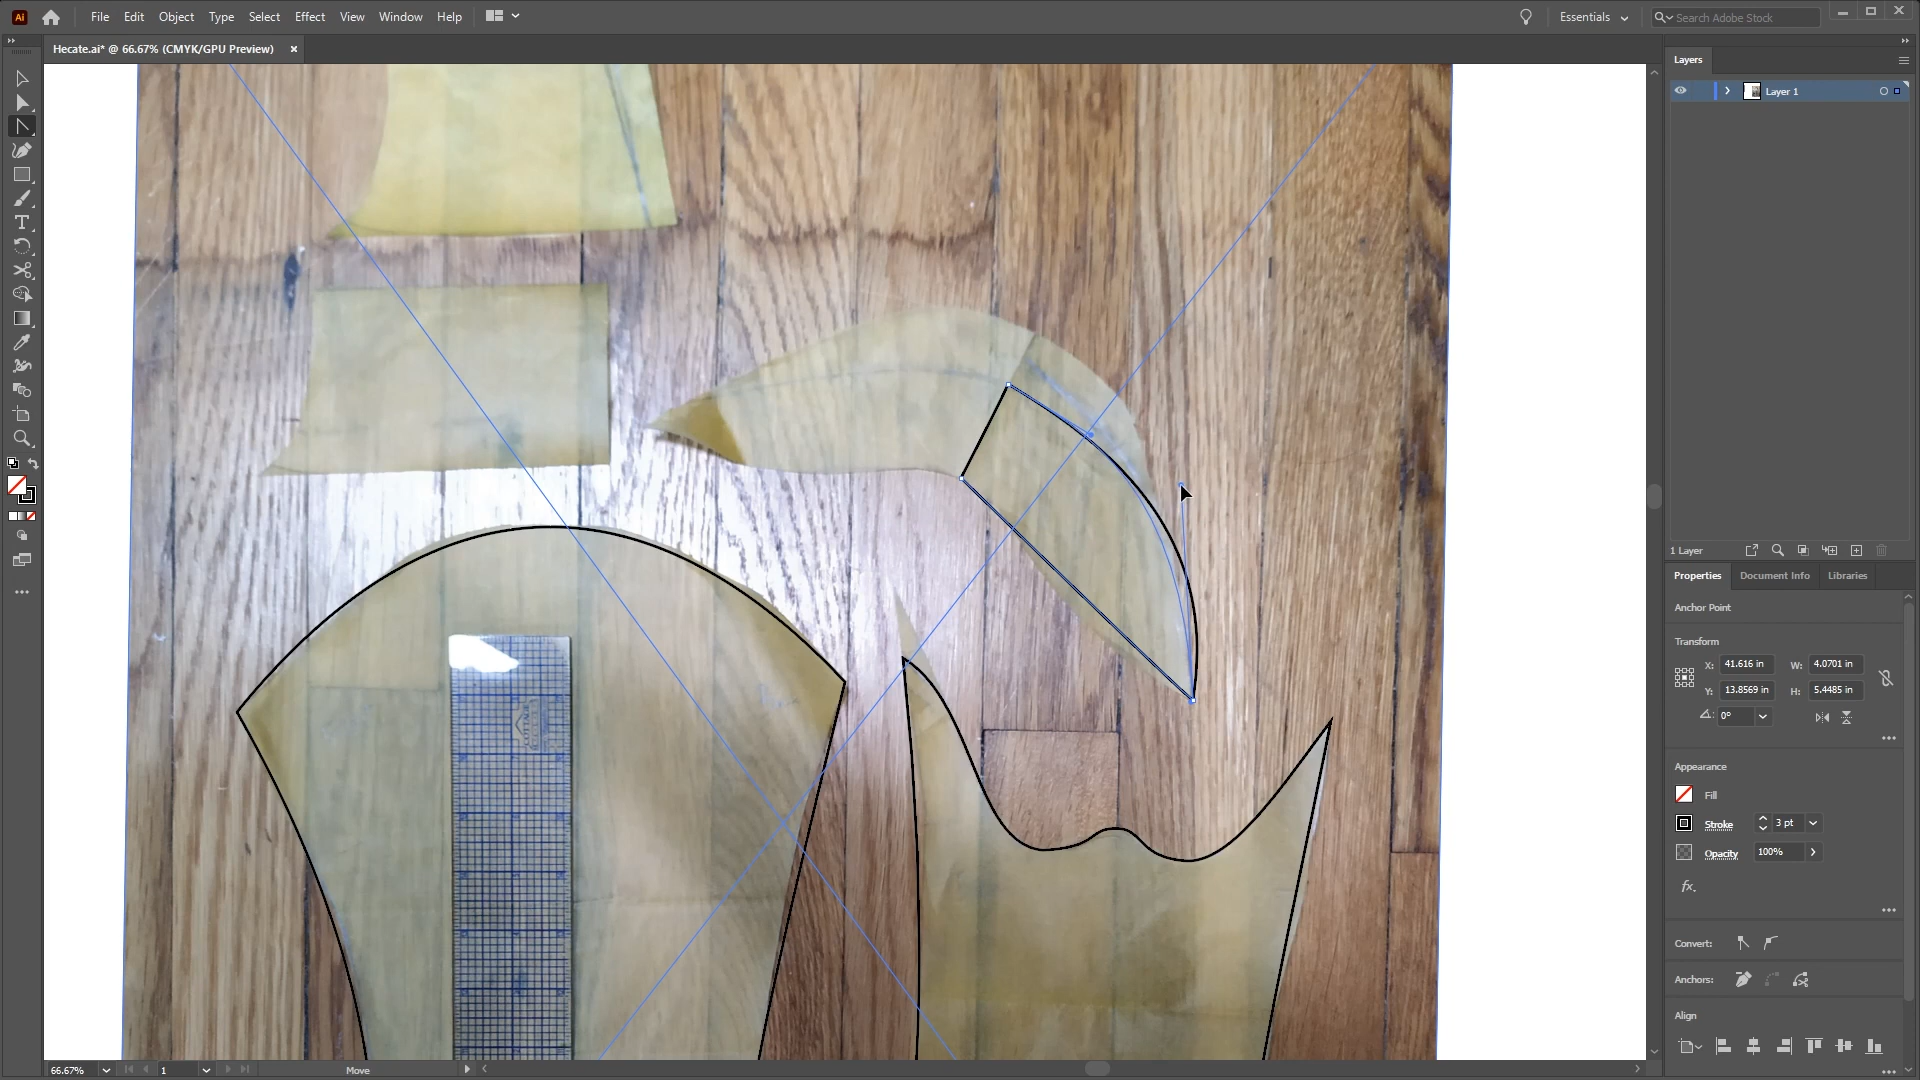 Ai
File Edit Object Type Select Effect View Window Help
Essentials
Search Adobe Stock
Hecate.ai* @ 66.67% (CMYK/GPU Preview) ×
Layers
Layer 1
1 Layer
Properties Document Info Libraries
Anchor Point
Transform
X: 41.616 in W: 4.0701 in
Y: 13.8569 in H: 5.4485 in
0°
Appearance
Fill
Stroke 3 pt
Opacity 100%
fx.
Convert:
Anchors:
Align
66.67% 1 Move